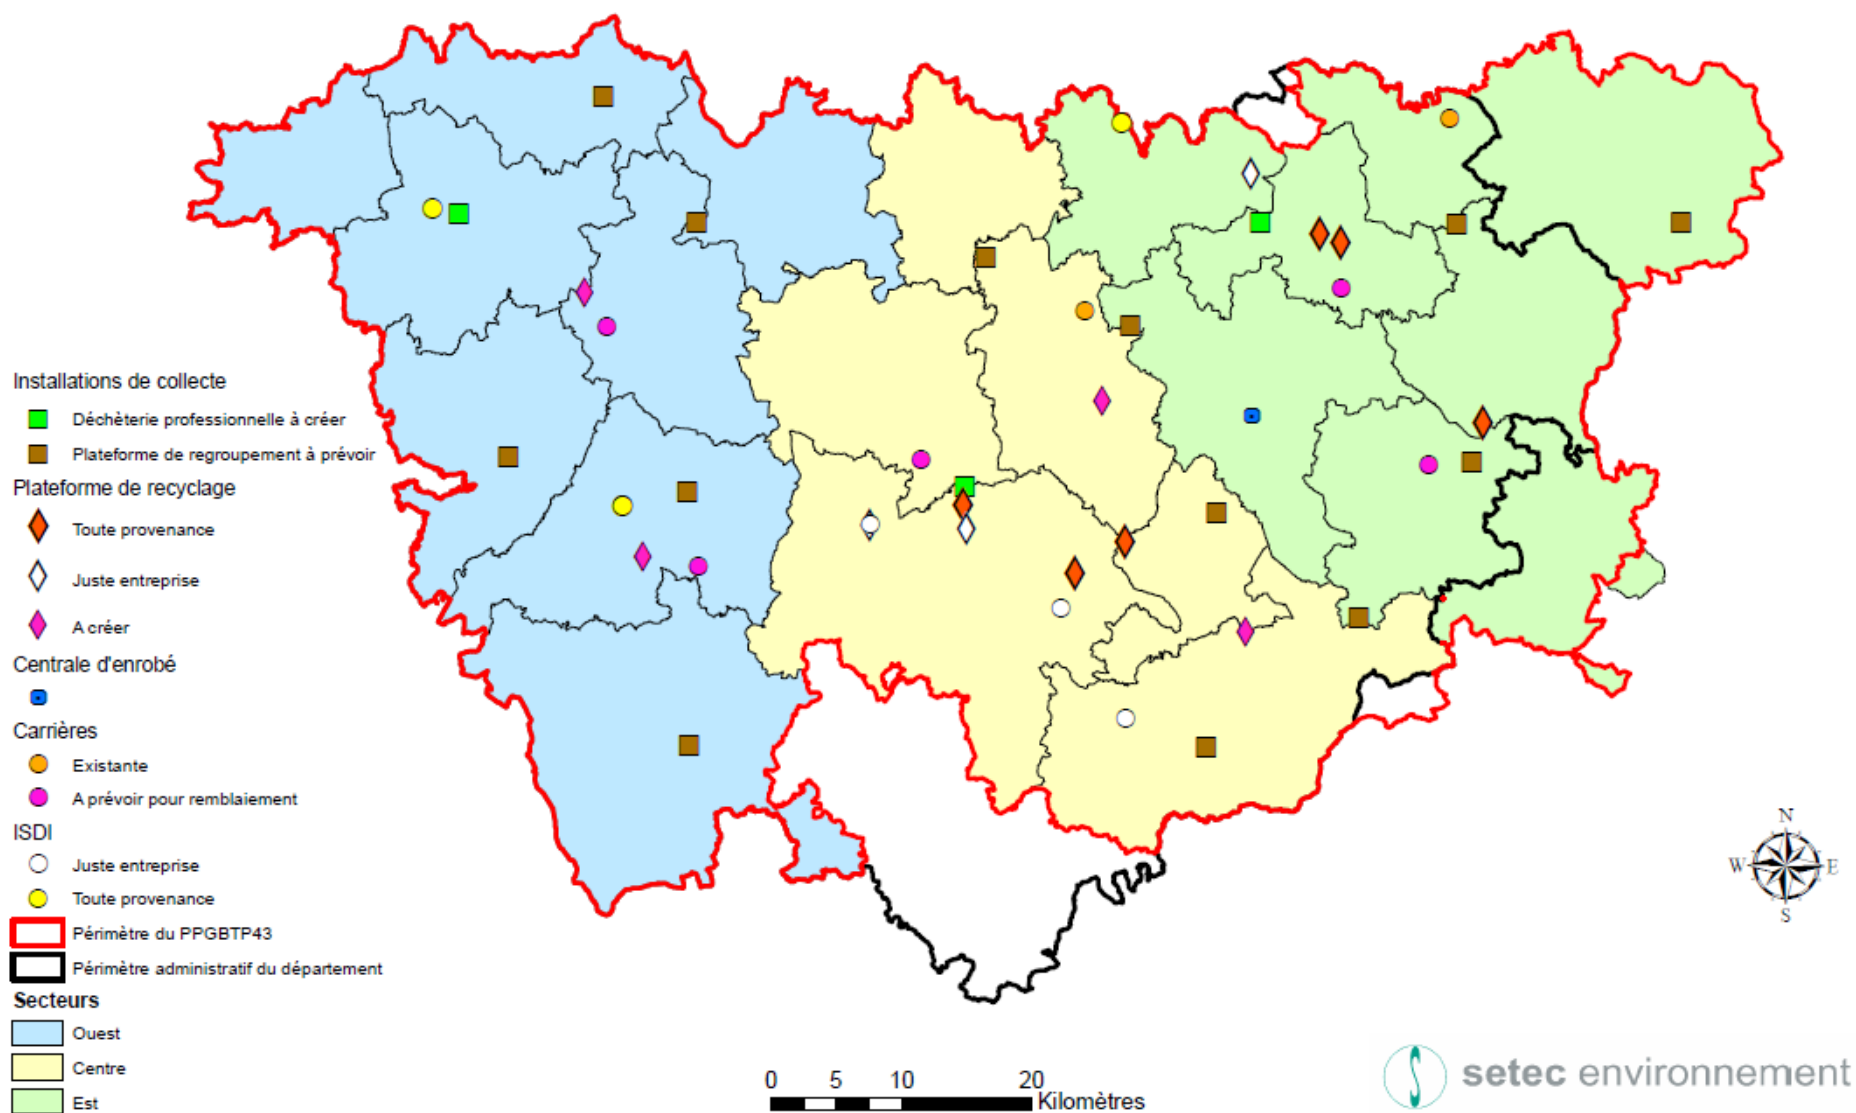 Installations de collecte
Déchèterie professionnelle à créer
Plateforme de regroupement à prévoir
Plateforme de recyclage
Toute provenance
Juste entreprise
A créer
Centrale d'enrobé
Carrières
Existante
A prévoir pour remblaiement
ISDI
Juste entreprise
Toute provenance
Périmètre du PPGBTP43
Périmètre administratif du département
Secteurs
Ouest
Centre
Est
0 5 10 20
Kilomètres
N
W E
S
setec environnement